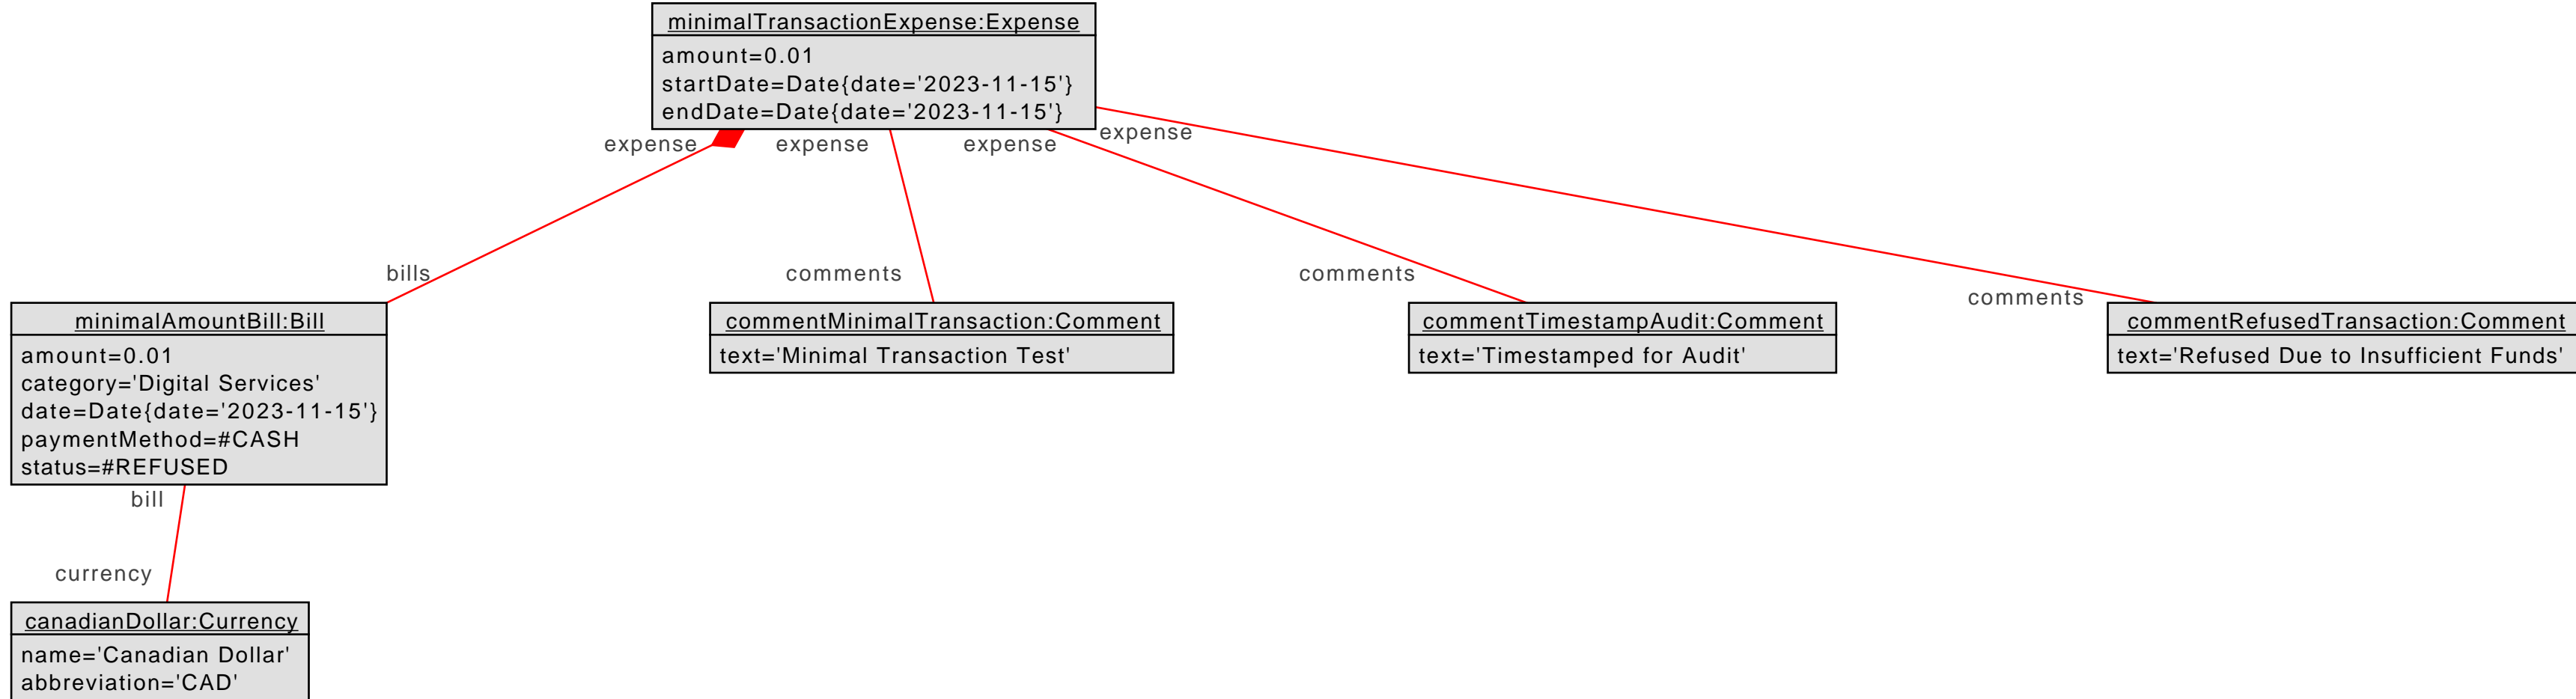 minimalTransactionExpense:Expense
amount=0.01
startDate=Date{date='2023-11-15'}
endDate=Date{date='2023-11-15'}
expense
expense
expense
expense
bills
comments
comments
comments
minimalAmountBill:Bill
amount=0.01
category='Digital Services'
date=Date{date='2023-11-15'}
paymentMethod=#CASH
status=#REFUSED
commentMinimalTransaction:Comment
text='Minimal Transaction Test'
commentTimestampAudit:Comment
text='Timestamped for Audit'
commentRefusedTransaction:Comment
text='Refused Due to Insufficient Funds'
bill
currency
canadianDollar:Currency
name='Canadian Dollar'
abbreviation='CAD'